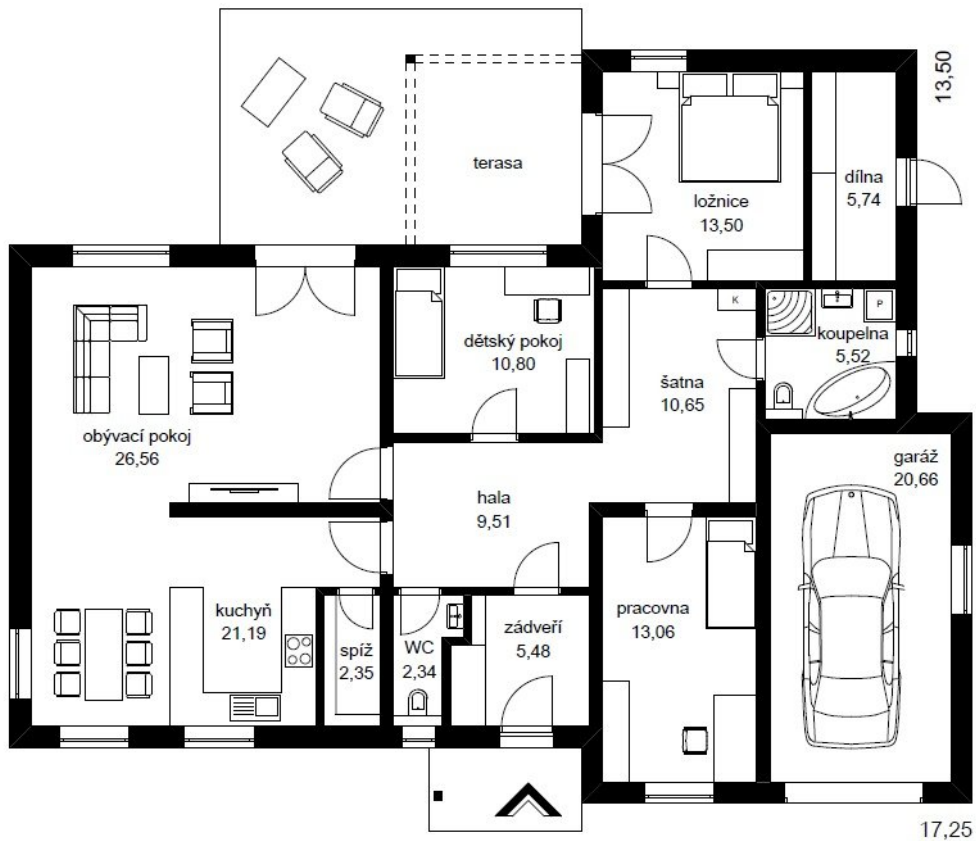 13,50
terasa
ložnice
13,50
dílna
5,74
K
P
koupelna
5,52
dětský pokoj
10,80
šatna
10,65
obývací pokoj
26,56
garáž
20,66
hala
9,51
kuchyň
21,19
spíž
2,35
WC
2,34
zádveří
5,48
pracovna
13,06
17,25